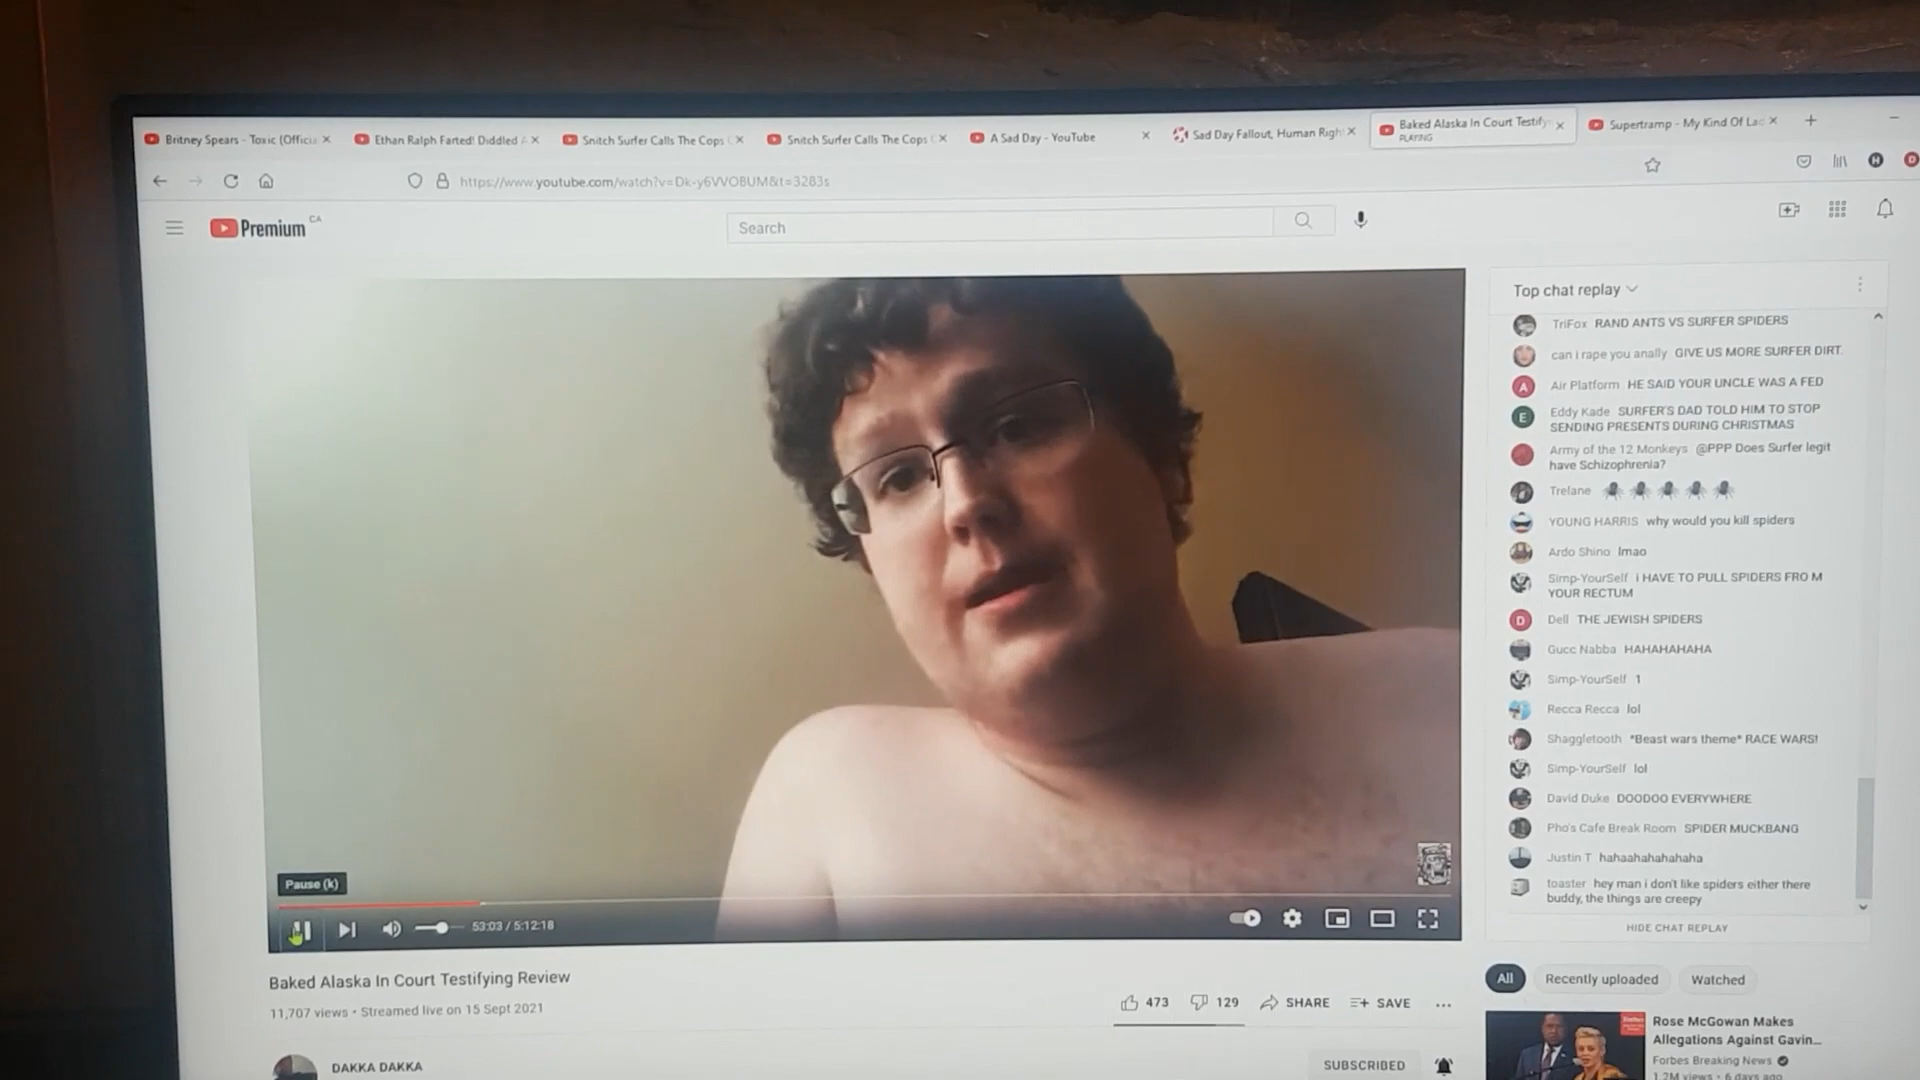 Britney Spears - Toxic (Officia
Ethan Ralph Farted! Diddled A
Snitch Surfer Calls The Cops (
Snitch Surfer Calls The Cops (
A Sad Day - YouTube
Sad Day Fallout, Human Righ
Baked Alaska In Court Testify
PLAYING
Supertramp - My Kind Of Lad
https://www.youtube.com/watch?v=Dk-y6VVOBUM&t=3283s
Premium CA
Search
Top chat replay
TriFox RAND ANTS VS SURFER SPIDERS
can i rape you anally GIVE US MORE SURFER DIRT.
A Air Platform HE SAID YOUR UNCLE WAS A FED
E Eddy Kade SURFER'S DAD TOLD HIM TO STOP
SENDING PRESENTS DURING CHRISTMAS
Army of the 12 Monkeys @PPP Does Surfer legit
have Schizophrenia?
Trelane
YOUNG HARRIS why would you kill spiders
Ardo Shino lmao
Simp-YourSelf i HAVE TO PULL SPIDERS FRO M
YOUR RECTUM
D Dell THE JEWISH SPIDERS
Gucc Nabba HAHAHAHAHA
Simp-YourSelf 1
Recca Recca lol
Shaggletooth *Beast wars theme* RACE WARS!
Simp-YourSelf lol
David Duke DOODOO EVERYWHERE
Pho's Cafe Break Room SPIDER MUCKBANG
Justin T hahaahahahahaha
toaster hey man i don't like spiders either there
buddy, the things are creepy
HIDE CHAT REPLAY
Pause (k)
53:03 / 5:12:18
Baked Alaska In Court Testifying Review
11,707 views • Streamed live on 15 Sept 2021
473
129
SHARE
SAVE
DAKKA DAKKA
SUBSCRIBED
All
Recently uploaded
Watched
Rose McGowan Makes
Allegations Against Gavin...
Forbes Breaking News
1.2M views • 6 days ago